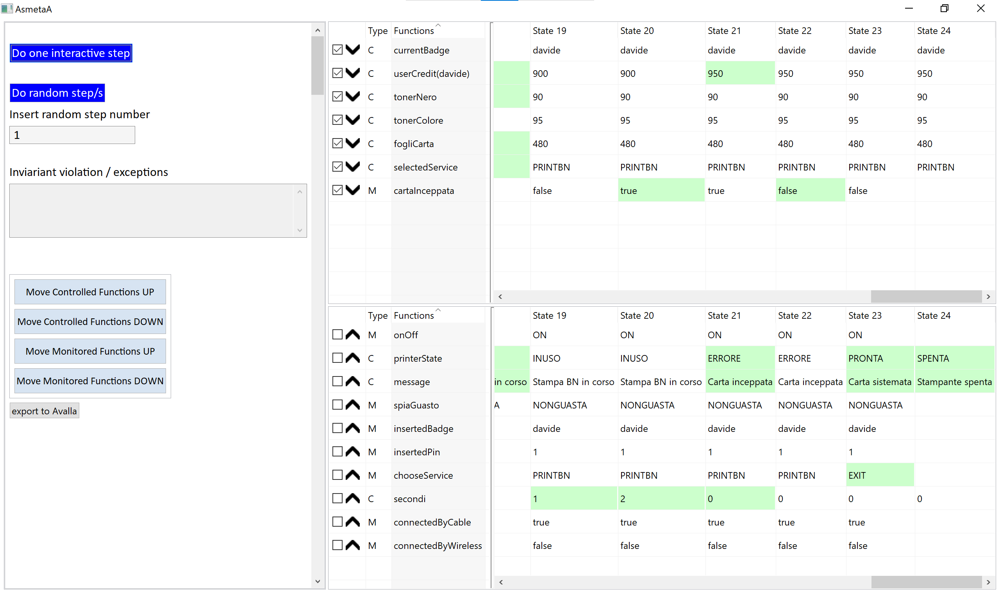 AsmetaA
Do one interactive step
Do random step/s
Insert random step number
1
Inviariant violation / exceptions
Move Controlled Functions UP
Move Controlled Functions DOWN
Move Monitored Functions UP
Move Monitored Functions DOWN
export to Avalla
Type Functions State 19 State 20 State 21 State 22 State 23 State 24
C currentBadge davide davide davide davide davide davide
C userCredit(davide) 900 900 950 950 950 950
C tonerNero 90 90 90 90 90 90
C tonerColore 95 95 95 95 95 95
C fogliCarta 480 480 480 480 480 480
C selectedService PRINTBN PRINTBN PRINTBN PRINTBN PRINTBN PRINTBN
M cartaInceppata false true true false false
Type Functions State 19 State 20 State 21 State 22 State 23 State 24
M onOff ON ON ON ON ON
C printerState INUSO INUSO ERRORE ERRORE PRONTA SPENTA
C message in corso Stampa BN in corso Stampa BN in corso Carta inceppata Carta inceppata Carta sistemata Stampante spenta
M spiaGuasto A NONGUASTA NONGUASTA NONGUASTA NONGUASTA NONGUASTA
M insertedBadge davide davide davide davide davide
M insertedPin 1 1 1 1 1
M chooseService PRINTBN PRINTBN PRINTBN PRINTBN EXIT
C secondi 1 2 0 0 0 0
M connectedByCable true true true true true
M connectedByWireless false false false false false